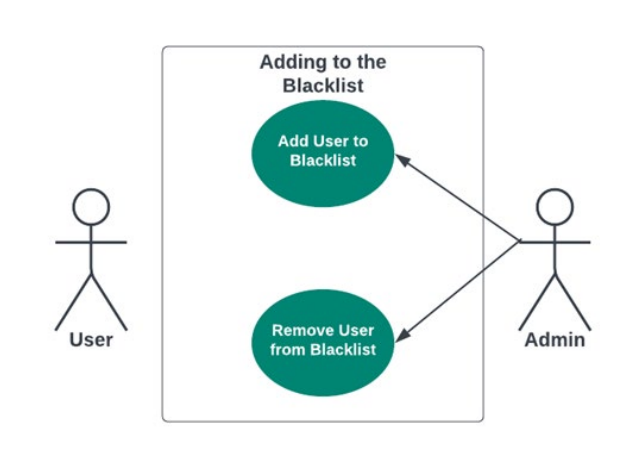 Adding to the
Blacklist
Add User to
Blacklist
Remove User
from Blacklist
User
Admin